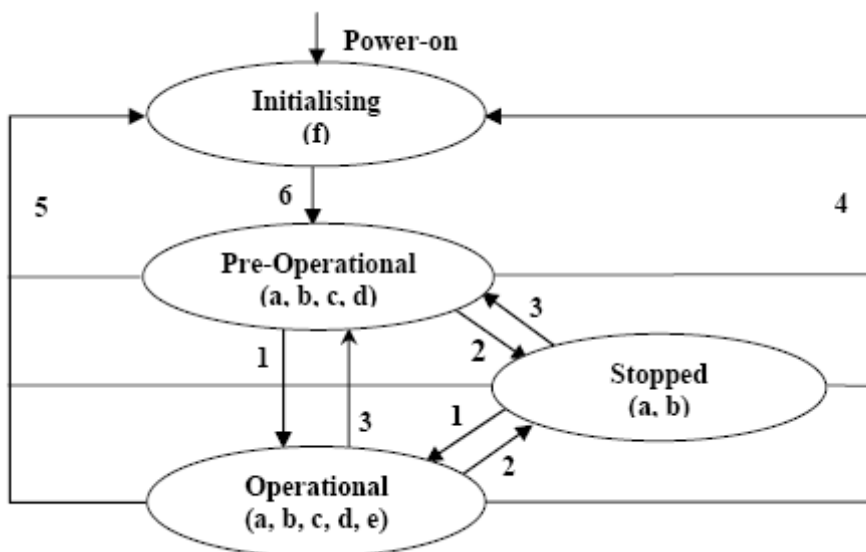 Power-on
Initialising
(f)
5
6
4
Pre-Operational
(a, b, c, d)
3
2
1
Stopped
(a, b)
1
3
2
Operational
(a, b, c, d, e)